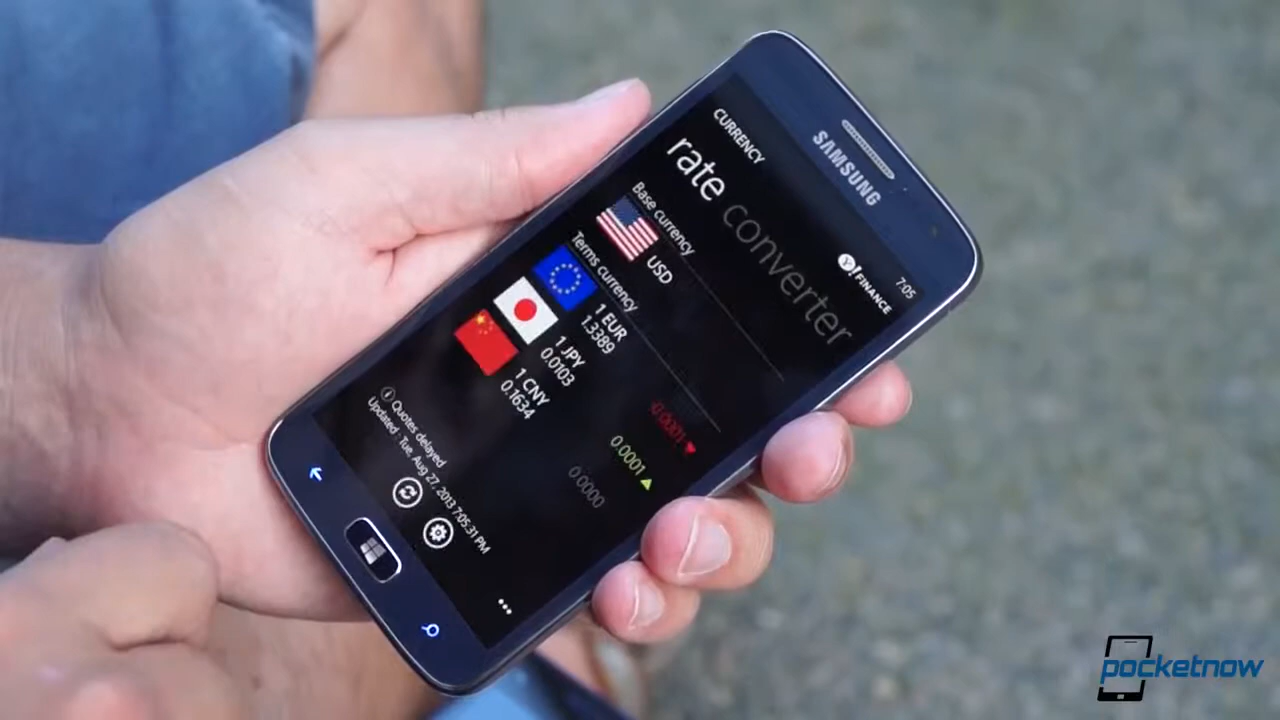 SAMSUNG
Y! FINANCE
7:05
CURRENCY
rate converter
Base currency
USD
Terms currency
1 EUR
1.3389
-0.0001
1 JPY
0.0103
0.0001
1 CNY
0.1634
0.0000
Quotes delayed
Updated : Tue, Aug 27, 2013 7:05:31 PM
pocketnow